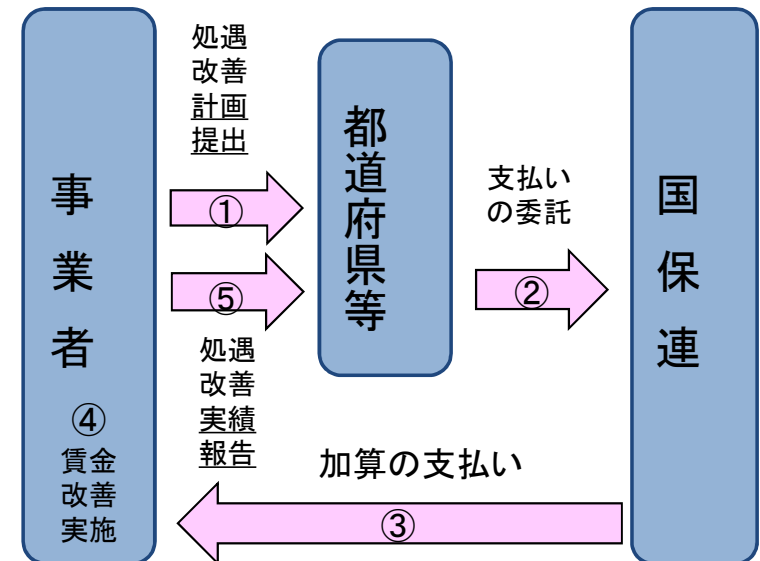 事業者
④
賃金
改善
実施
処遇
改善
計画
提出
①
⑤
処遇
改善
実績
報告
都道府県等
支払い
の委託
②
国保連
加算の支払い
③